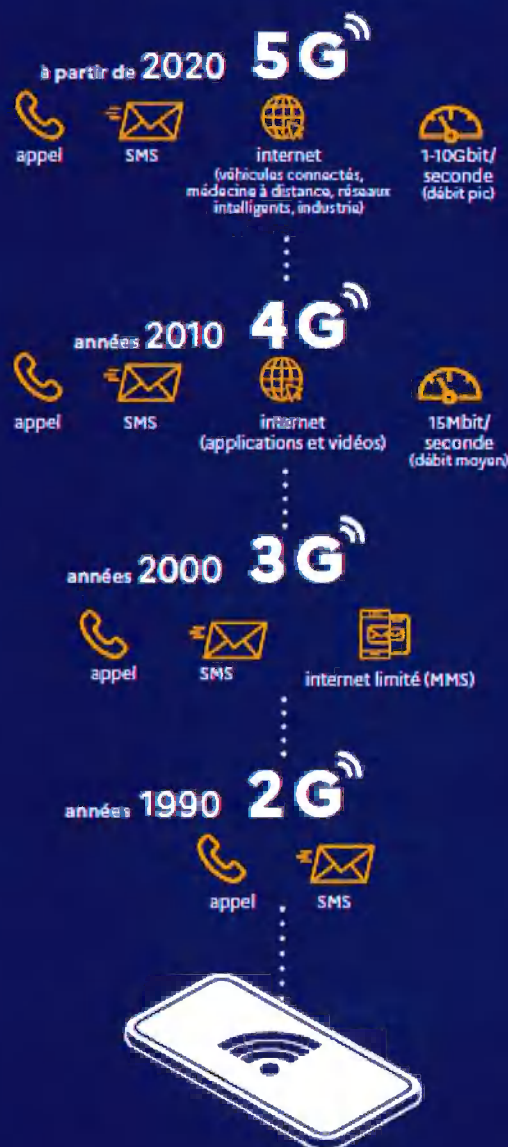 à partir de 2020 5G
appel
SMS
internet
(véhicules connectés,
médecine à distance, réseaux
intelligents, industrie)
1-10Gbit/
seconde
(débit pic)
années 2010 4G
appel
SMS
internet
(applications et vidéos)
15Mbit/
seconde
(débit moyen)
années 2000 3G
appel
SMS
internet limité (MMS)
années 1990 2G
appel
SMS